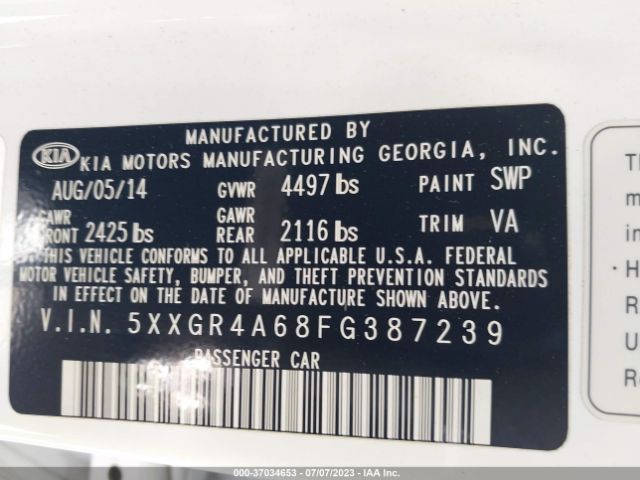 MANUFACTURED BY
KIA KIA MOTORS MANUFACTURING GEORGIA, INC.
AUG/05/14 GVWR 4497 lbs PAINT SWP
GAWR FRONT 2425 lbs GAWR REAR 2116 lbs TRIM VA
THIS VEHICLE CONFORMS TO ALL APPLICABLE U.S.A. FEDERAL
MOTOR VEHICLE SAFETY, BUMPER, AND THEFT PREVENTION STANDARDS
IN EFFECT ON THE DATE OF MANUFACTURE SHOWN ABOVE.
V.I.N. 5XXGR4A68FG387239
PASSENGER CAR
in
· H
R
U
Re
000-37034653 - 07/07/2023 - IAA Inc.